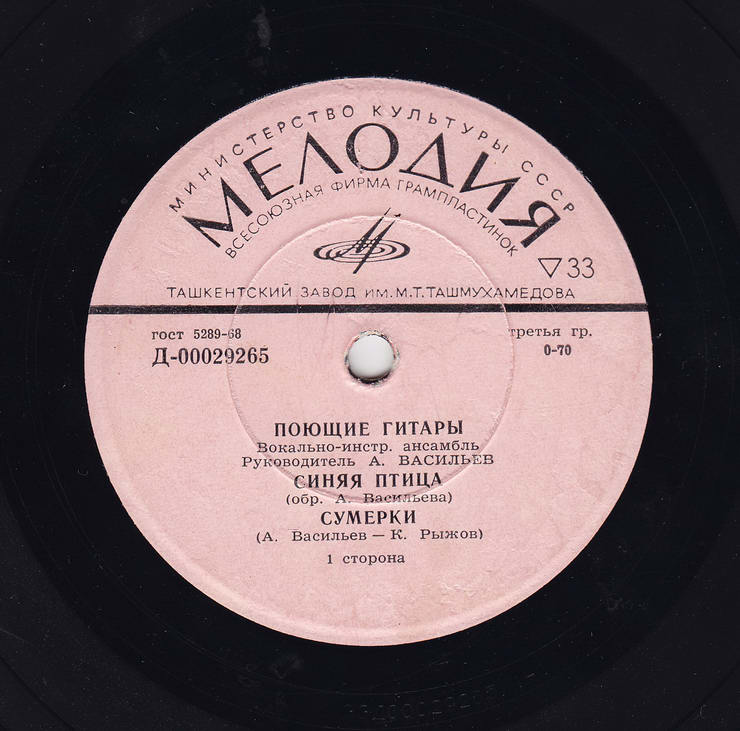 МИНИСТЕРСТВО КУЛЬТУРЫ СССР
МЕЛОДИЯ
ВСЕСОЮЗНАЯ ФИРМА ГРАМПЛАСТИНОК
▽33
ТАШКЕНТСКИЙ ЗАВОД ИМ. М.Т. ТАШМУХАМЕДОВА
гост 5289-68 третья гр.
Д-00029265 0-70
ПОЮЩИЕ ГИТАРЫ
Вокально-инстр. ансамбль
Руководитель А. ВАСИЛЬЕВ
СИНЯЯ ПТИЦА
(обр. А. Васильева)
СУМЕРКИ
(А. Васильев — К. Рыжов)
1 сторона